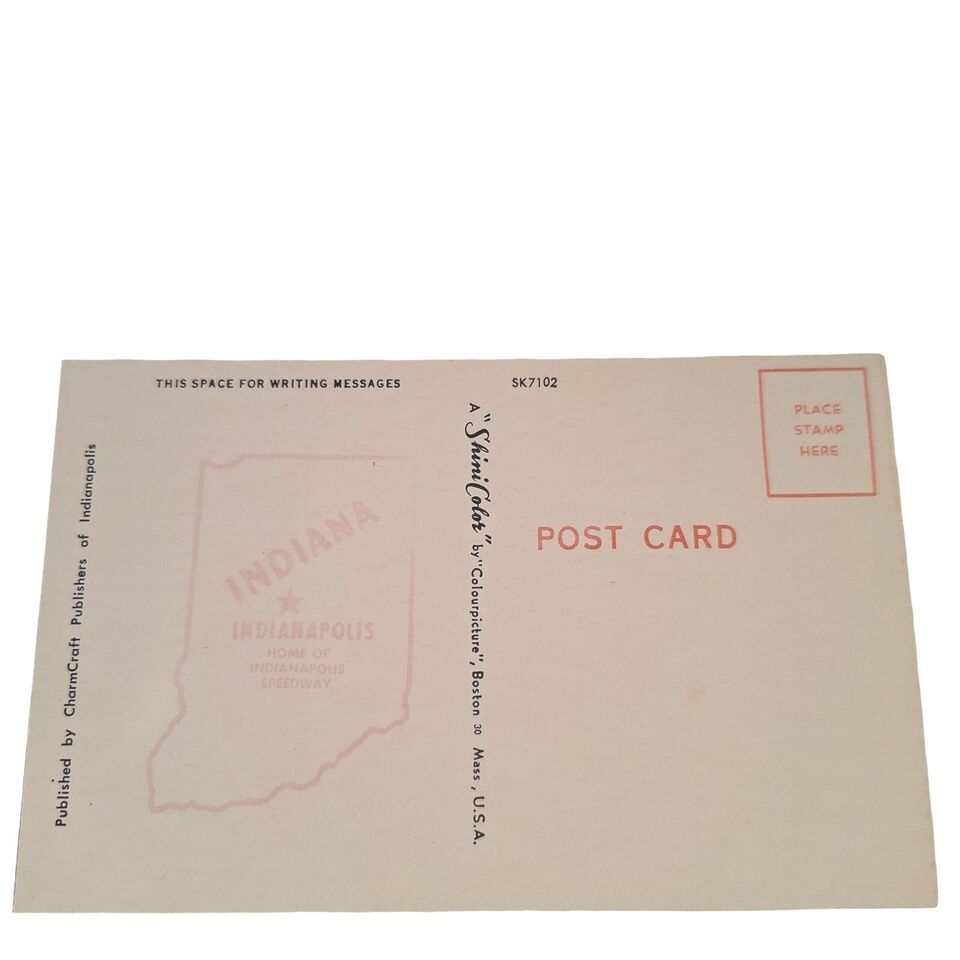 THIS SPACE FOR WRITING MESSAGES
SK7102
PLACE
STAMP
HERE
Published by CharmCraft Publishers of Indianapolis
INDIANA
INDIANAPOLIS
HOME OF
INDIANAPOLIS
SPEEDWAY
A "ShiniColor" by "Colourpicture", Boston 30 Mass, U.S.A.
POST CARD